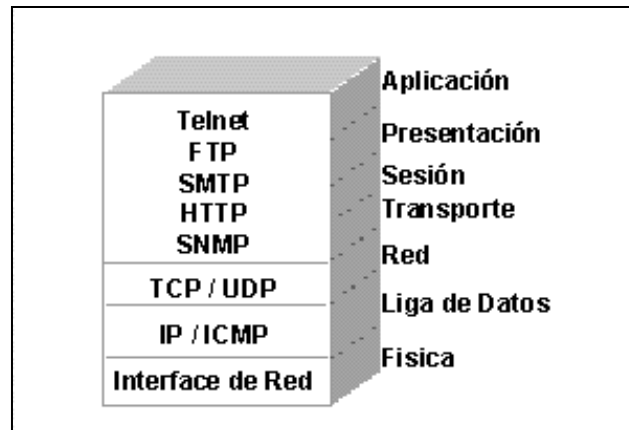 Telnet
FTP
SMTP
HTTP
SNMP
TCP / UDP
IP / ICMP
Interface de Red
Aplicación
Presentación
Sesión
Transporte
Red
Liga de Datos
Fisica